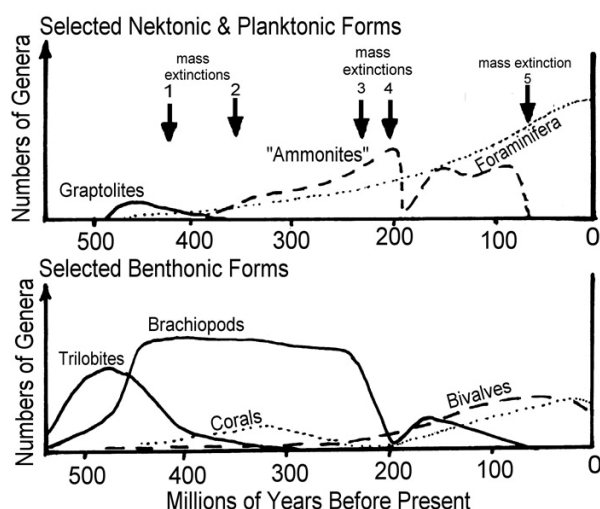 Selected Nektonic & Planktonic Forms
Numbers of Genera
mass
extinctions
1
2
mass
extinctions
3
4
mass extinction
5
"Ammonites"
Foraminifera
Graptolites
500
400
300
200
100
0
Selected Benthonic Forms
Numbers of Genera
Brachiopods
Trilobites
Corals
Bivalves
500
400
300
200
100
0
Millions of Years Before Present